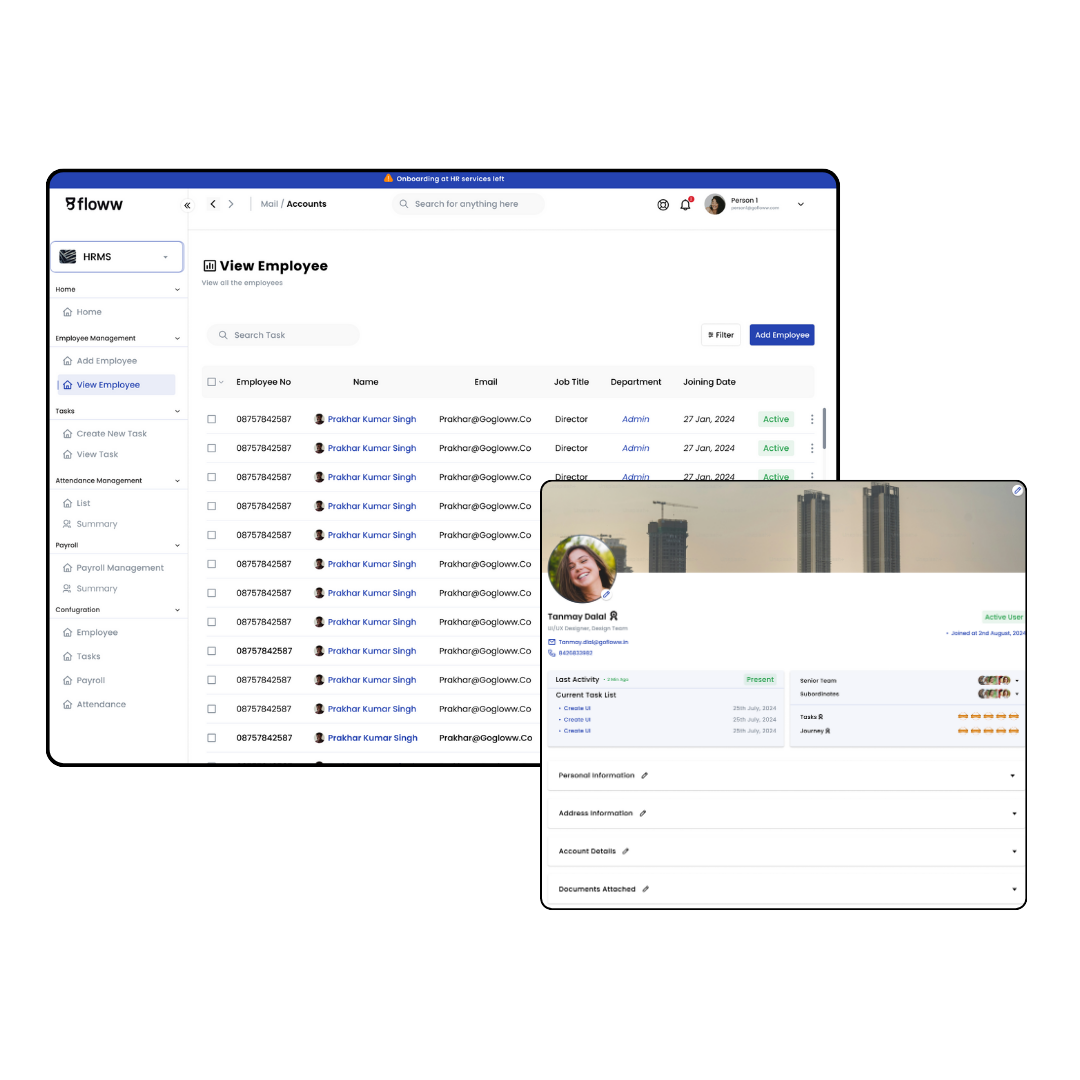 Onboarding at HR services left
floww
Mail / Accounts
Search for anything here
Person 1
HRMS
Home
Home
Employee Management
Add Employee
View Employee
Tasks
Create New Task
View Task
Attendance Management
List
Summary
Payroll
Payroll Management
Summary
Confugration
Employee
Tasks
Payroll
Attendance
View Employee
View all the employees
Search Task
Filter
Add Employee
Employee No Name Email Job Title Department Joining Date
08757842587 Prakhar Kumar Singh Prakhar@Gogloww.Co Director Admin 27 Jan, 2024 Active
08757842587 Prakhar Kumar Singh Prakhar@Gogloww.Co Director Admin 27 Jan, 2024 Active
08757842587 Prakhar Kumar Singh Prakhar@Gogloww.Co Director Admin 27 Jan, 2024 Active
08757842587 Prakhar Kumar Singh Prakhar@Gogloww.Co
08757842587 Prakhar Kumar Singh Prakhar@Gogloww.Co
08757842587 Prakhar Kumar Singh Prakhar@Gogloww.Co
08757842587 Prakhar Kumar Singh Prakhar@Gogloww.Co
08757842587 Prakhar Kumar Singh Prakhar@Gogloww.Co
08757842587 Prakhar Kumar Singh Prakhar@Gogloww.Co
08757842587 Prakhar Kumar Singh Prakhar@Gogloww.Co
08757842587 Prakhar Kumar Singh Prakhar@Gogloww.Co
08757842587 Prakhar Kumar Singh Prakhar@Gogloww.Co
Tanmay Dalal
UI/UX Designer, Design Team
Tanmay.dlal@gofloww.in
8425833982
Active User
• Joined at 2nd August, 2024
Last Activity
Present
Current Task List
• Create UI 25th July, 2024
• Create UI 25th July, 2024
• Create UI 25th July, 2024
Senior Team
Subordinates
Tasks
Journey
Personal Information
Address Information
Account Details
Documents Attached